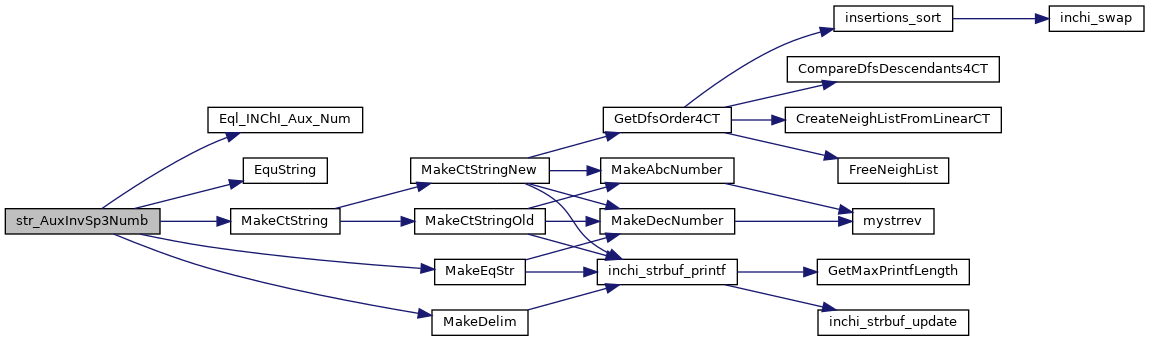 str_AuxInvSp3Numb
Eql_INChI_Aux_Num
EquString
MakeCtString
MakeEqStr
MakeDelim
MakeCtStringNew
MakeCtStringOld
GetDfsOrder4CT
MakeAbcNumber
MakeDecNumber
inchi_strbuf_printf
insertions_sort
CompareDfsDescendants4CT
CreateNeighListFromLinearCT
FreeNeighList
mystrrev
GetMaxPrintfLength
inchi_strbuf_update
inchi_swap